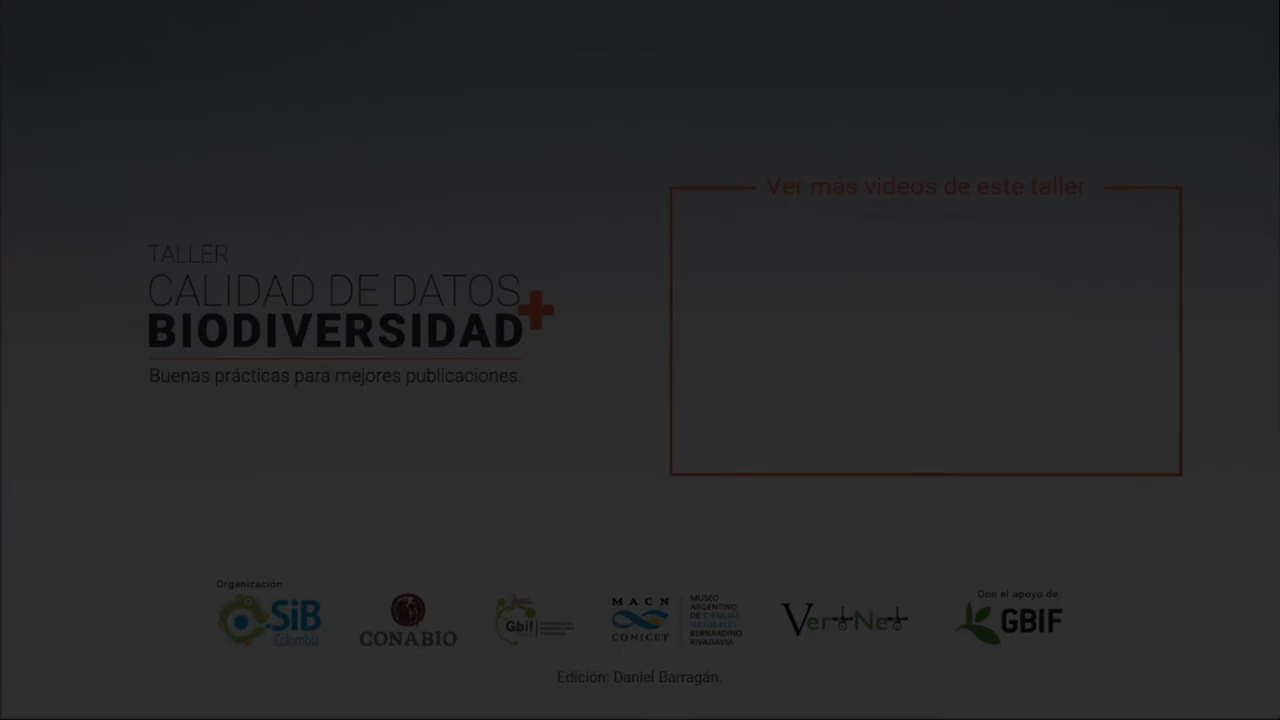 Ver más videos de este taller
TALLER
CALIDAD DE DATOS
BIODIVERSIDAD+
Buenas prácticas para mejores publicaciones.
Organización
SiB
Colombia
CONABIO
Gbif
MACN
CONICET
MUSEO
ARGENTINO
DE CIENCIAS
NATURALES
BERNARDINO
RIVADAVIA
VertNet
Con el apoyo de
GBIF
Edición: Daniel Barragán.